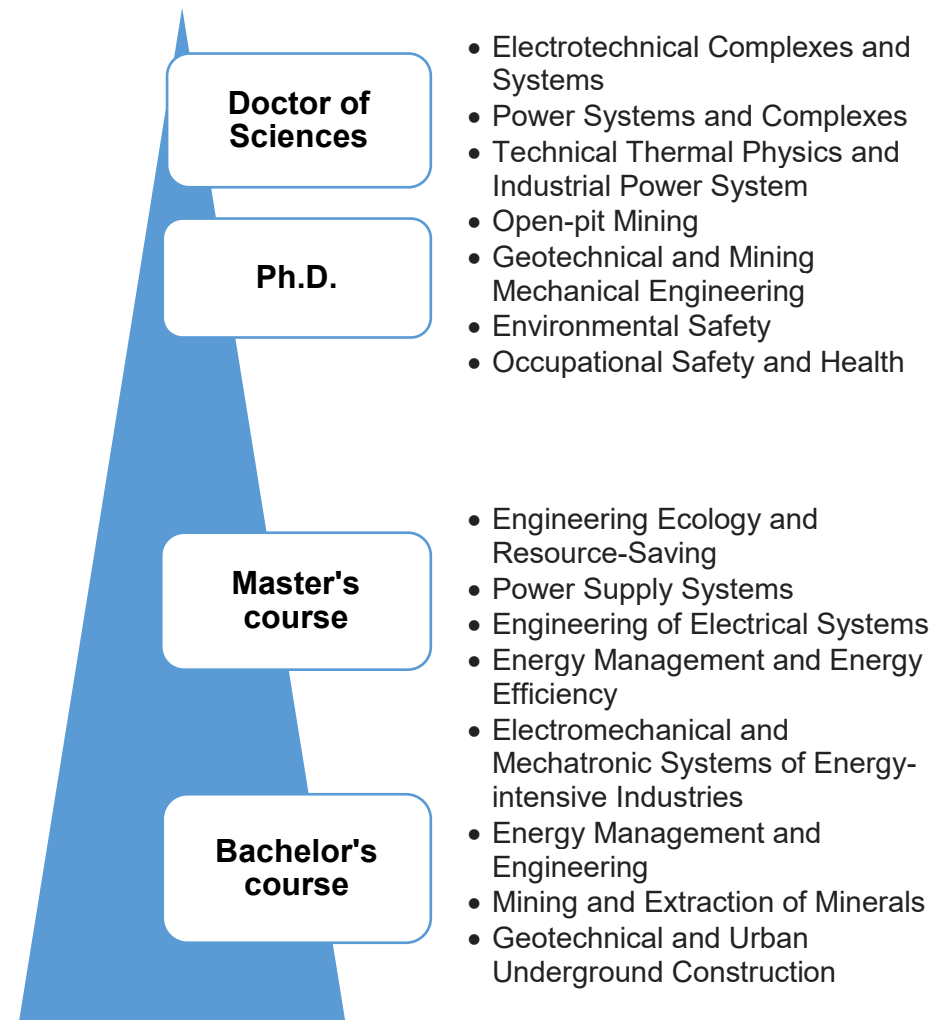 Doctor of
Sciences
• Electrotechnical Complexes and
Systems
• Power Systems and Complexes
• Technical Thermal Physics and
Industrial Power System
• Open-pit Mining
• Geotechnical and Mining
Mechanical Engineering
• Environmental Safety
• Occupational Safety and Health
Ph.D.
Master's
course
• Engineering Ecology and
Resource-Saving
• Power Supply Systems
• Engineering of Electrical Systems
• Energy Management and Energy
Efficiency
• Electromechanical and
Mechatronic Systems of Energy-
intensive Industries
• Energy Management and
Engineering
• Mining and Extraction of Minerals
• Geotechnical and Urban
Underground Construction
Bachelor's
course